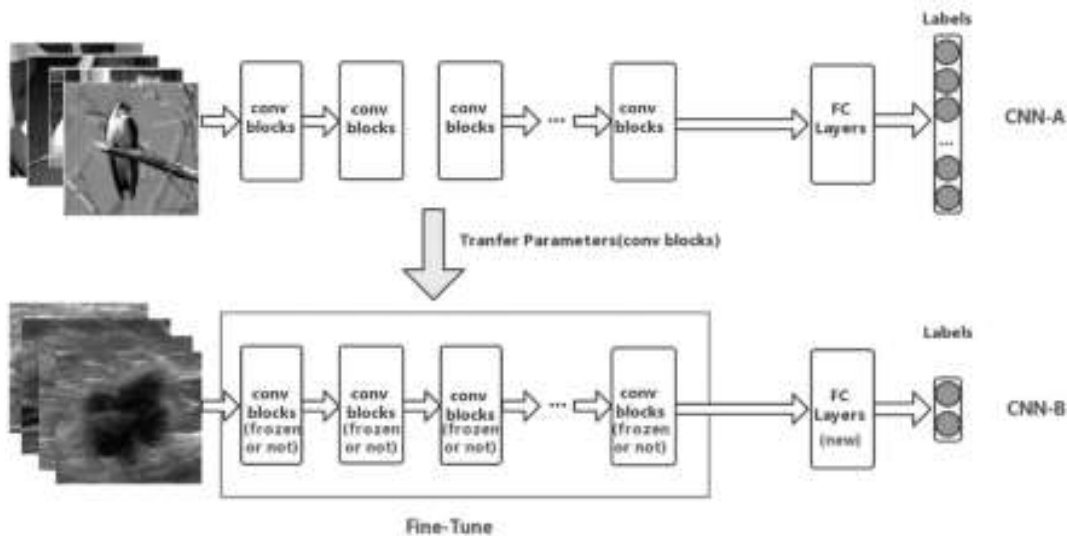 Labels
conv
blocks
conv
blocks
conv
blocks
...
conv
blocks
FC
Layers
...
CNN-A
Tranfer Parameters(conv blocks)
Labels
conv
blocks
(frozen
or not)
conv
blocks
(frozen
or not)
conv
blocks
(frozen
or not)
...
conv
blocks
(frozen
or not)
FC
Layers
(new)
CNN-B
Fine-Tune